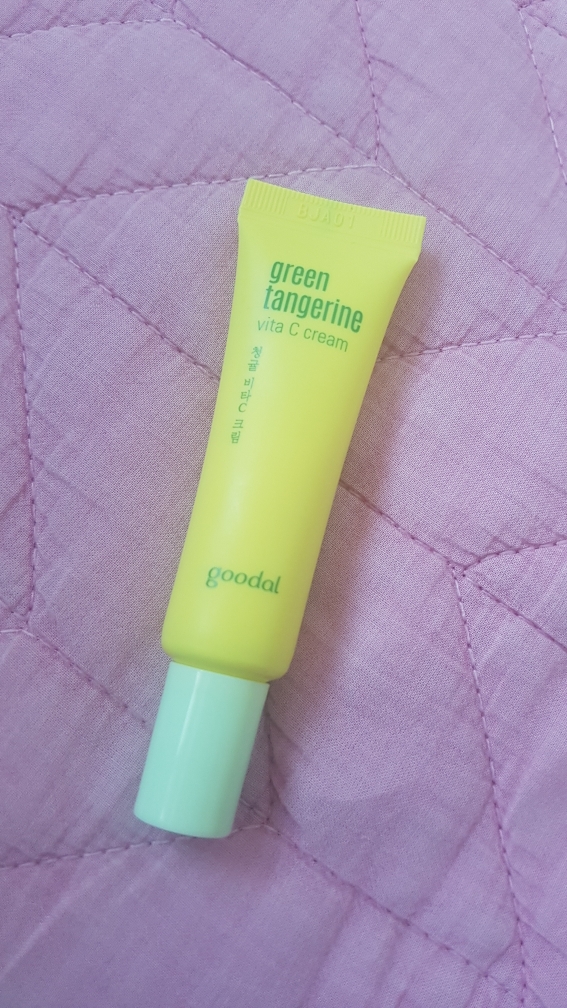 green
tangerine
vita C cream
청귤 비타C 크림
goodal